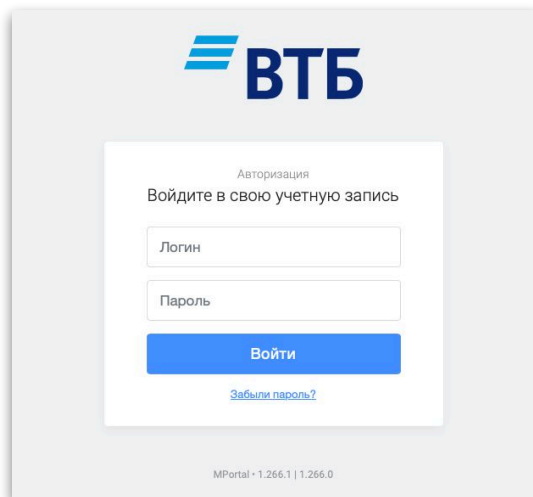 ВТБ
Авторизация
Войдите в свою учетную запись
Логин
Пароль
Войти
Забыли пароль?
MPortal • 1.266.1 | 1.266.0